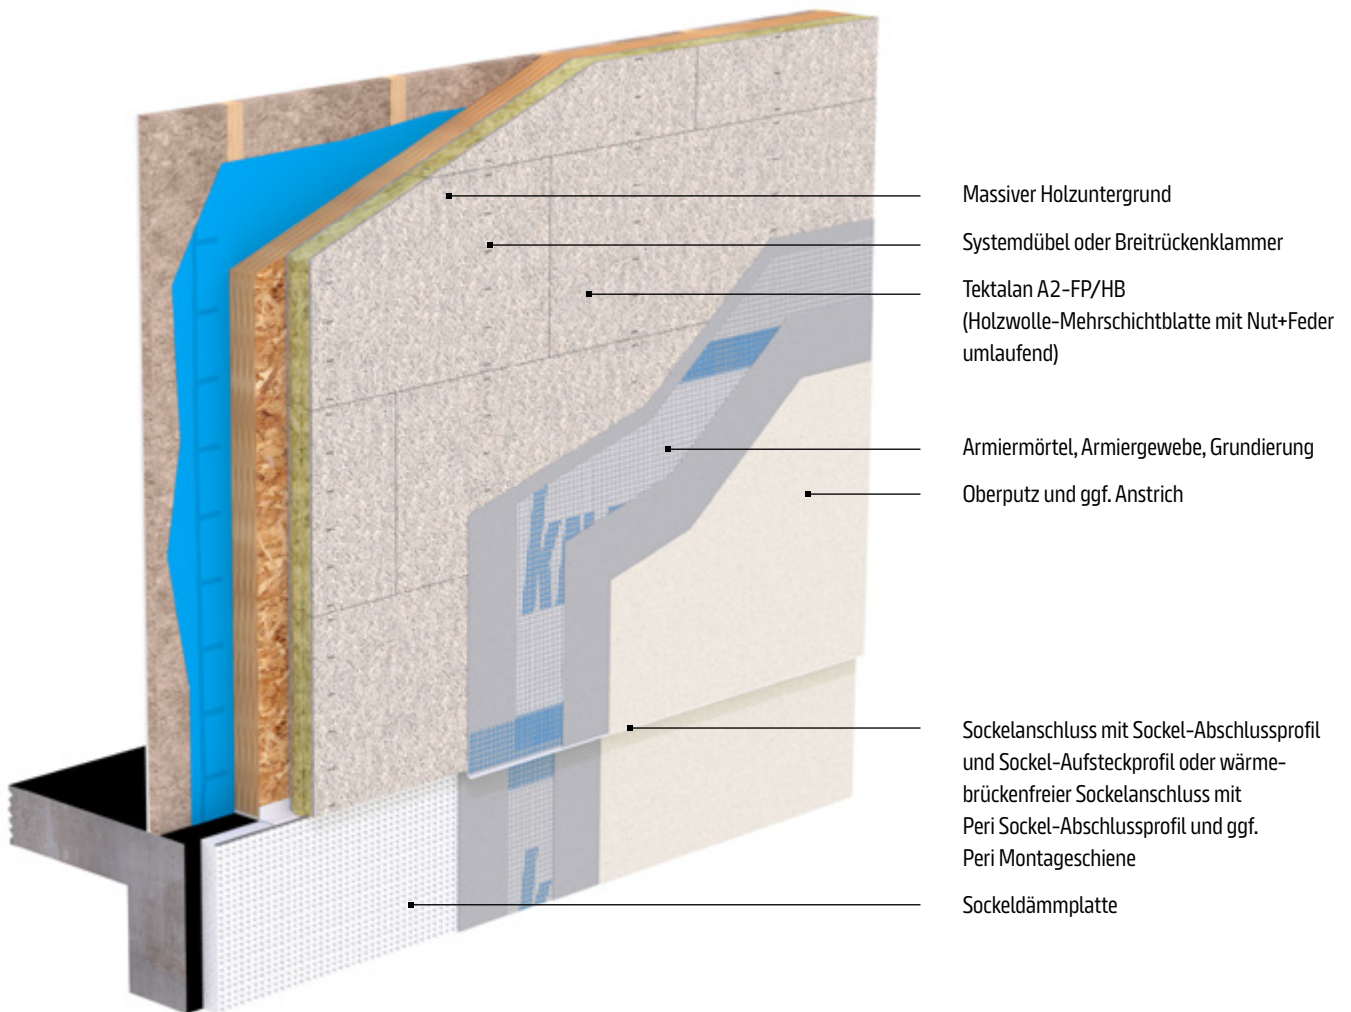 Massiver Holzuntergrund
Systemdübel oder Breitrückenklammer
Tektalan A2-FP/HB
(Holzwolle-Mehrschichtblatte mit Nut+Feder
umlaufend)
Armiermörtel, Armiergewebe, Grundierung
Oberputz und ggf. Anstrich
Sockelanschluss mit Sockel-Abschlussprofil
und Sockel-Aufsteckprofil oder wärme-
brückenfreier Sockelanschluss mit
Peri Sockel-Abschlussprofil und ggf.
Peri Montageschiene
Sockeldämmplatte